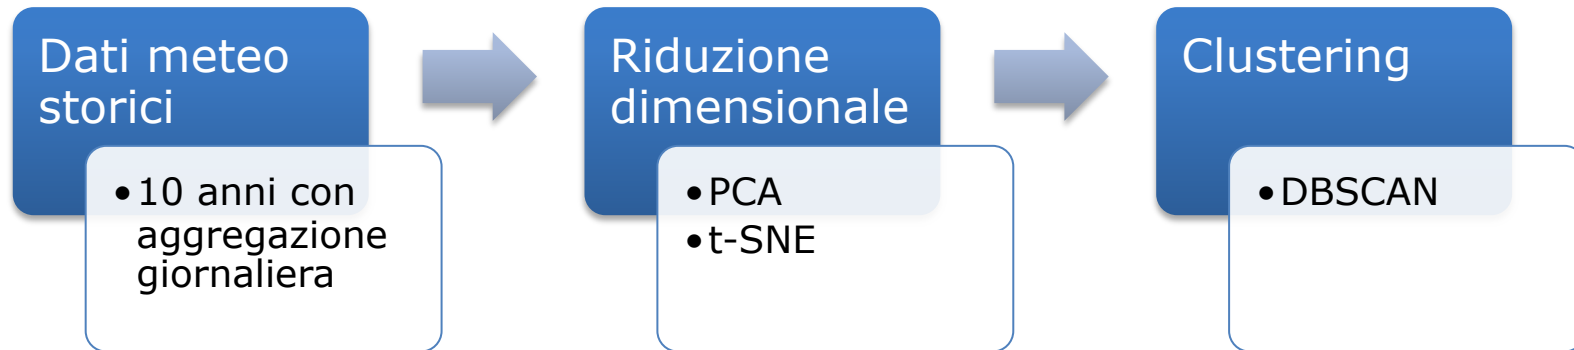 Dati meteo
storici
•10 anni con
aggregazione
giornaliera
Riduzione
dimensionale
•PCA
•t-SNE
Clustering
•DBSCAN